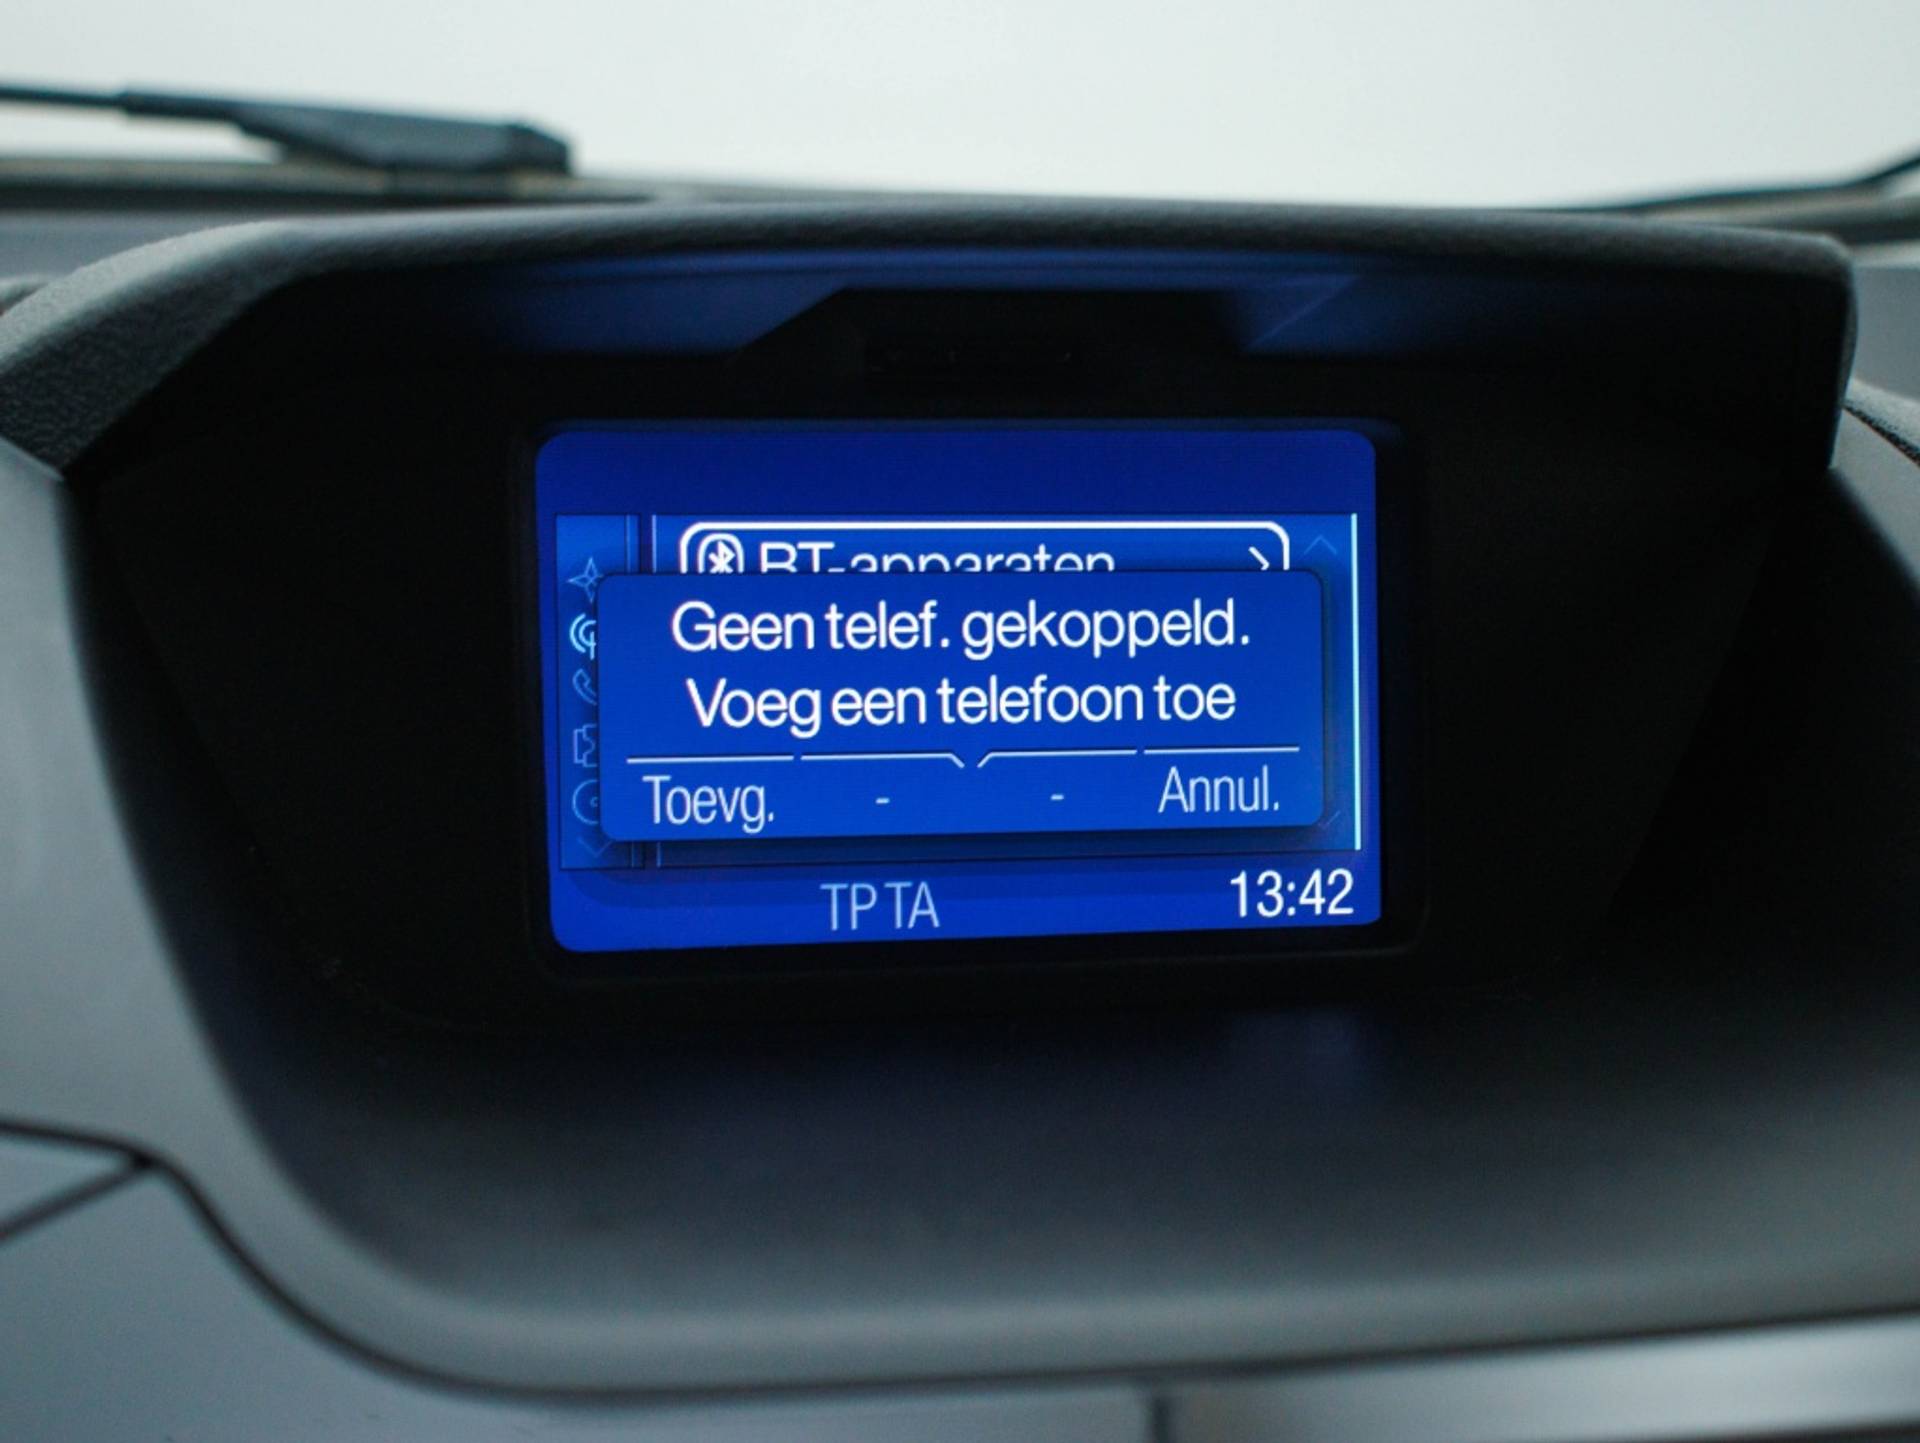 BT-apparaten
Geen telef. gekoppeld.
Voeg een telefoon toe
Toevg. - - Annul.
TP TA 13:42